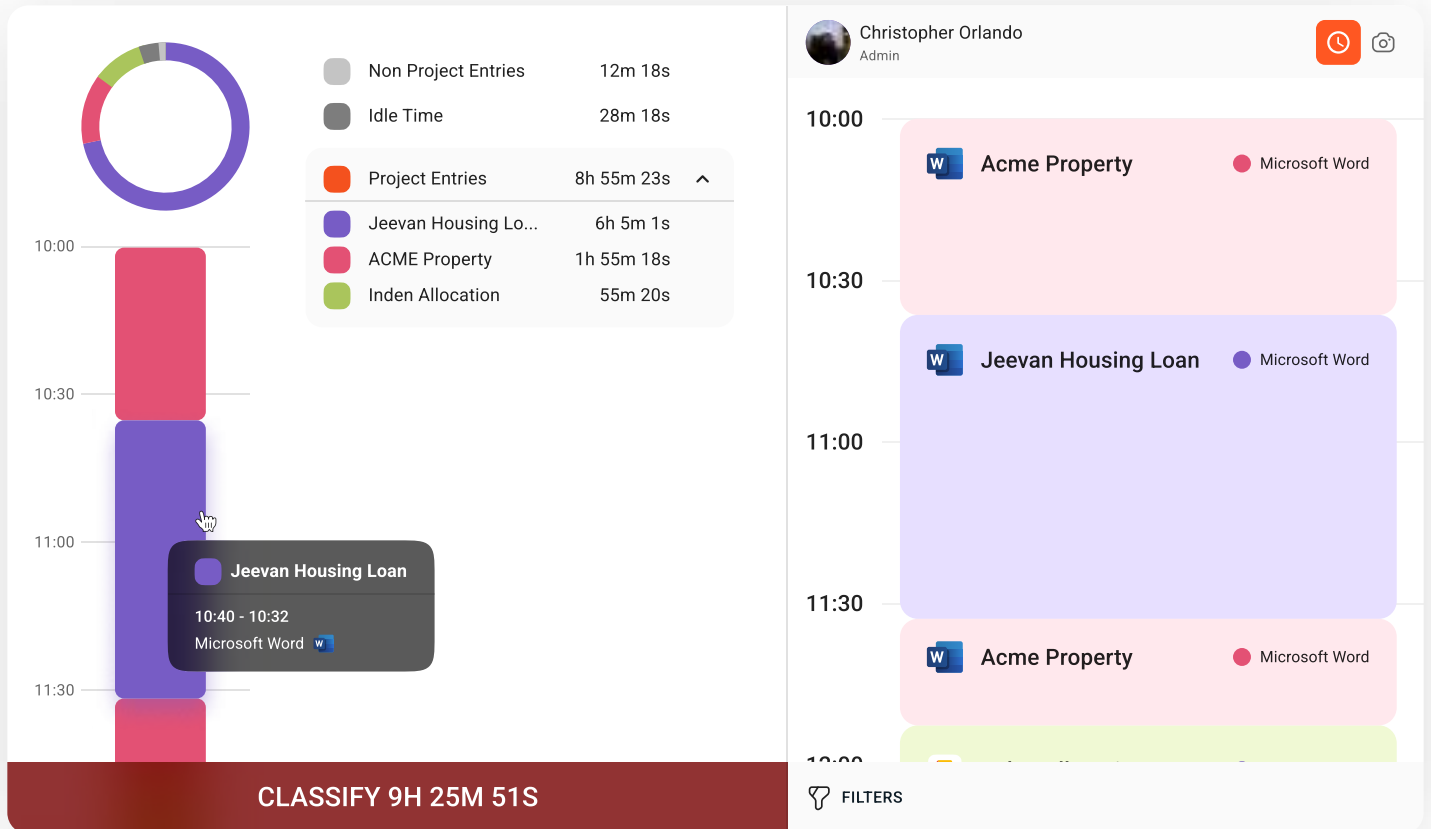 Non Project Entries 12m 18s
Idle Time 28m 18s
Project Entries 8h 55m 23s
Jeevan Housing Lo... 6h 5m 1s
ACME Property 1h 55m 18s
Inden Allocation 55m 20s
10:00
10:30
11:00
11:30
Jeevan Housing Loan
10:40 - 10:32
Microsoft Word W
CLASSIFY 9H 25M 51S
Christopher Orlando
Admin
10:00
W Acme Property Microsoft Word
10:30
W Jeevan Housing Loan Microsoft Word
11:00
11:30
W Acme Property Microsoft Word
FILTERS